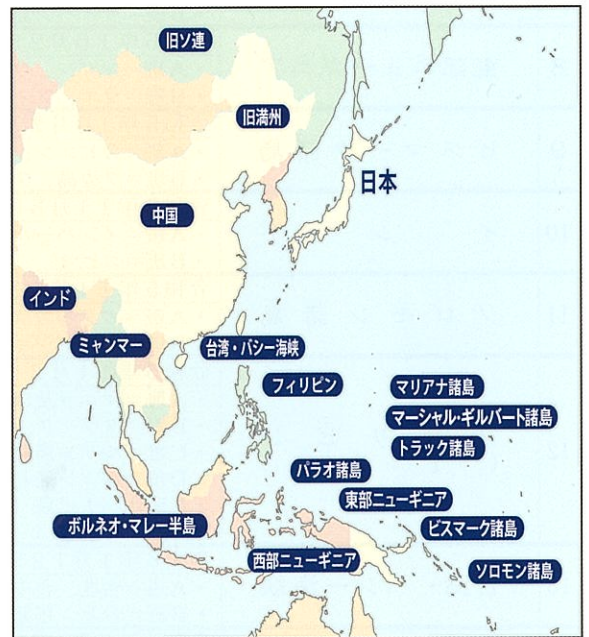 旧ソ連
旧満州
日本
中国
インド
ミャンマー
台湾・バシー海峡
フィリピン
マリアナ諸島
マーシャル・ギルバート諸島
トラック諸島
パラオ諸島
東部ニューギニア
ボルネオ・マレー半島
ビスマーク諸島
西部ニューギニア
ソロモン諸島